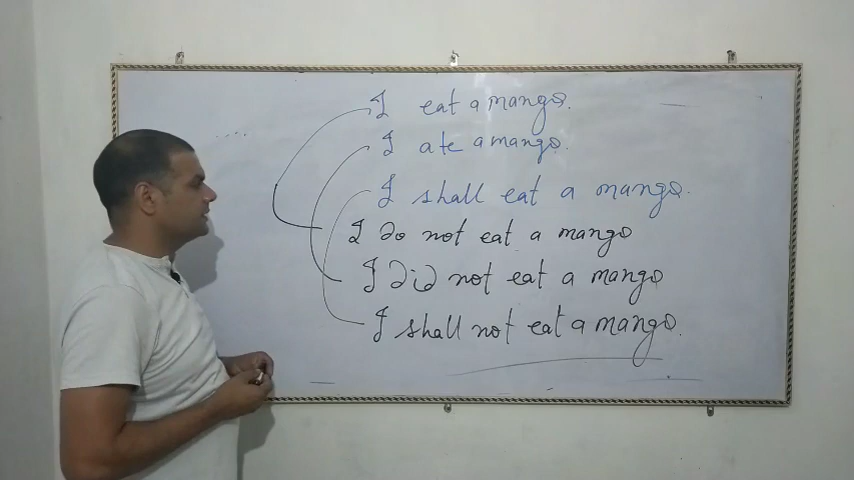 I eat a mango.
I ate a mango.
I shall eat a mango.
I do not eat a mango
I did not eat a mango
I shall not eat a mango.